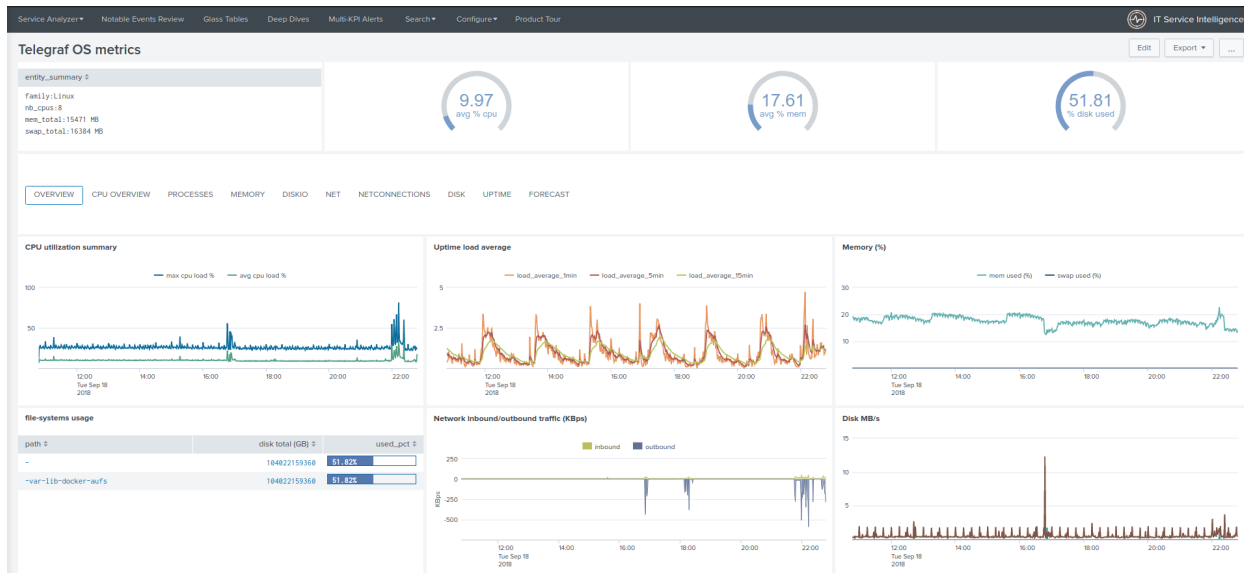 Service Analyzer▾ Notable Events Review Glass Tables Deep Dives Multi-KPI Alerts Search▾ Configure▾ Product Tour IT Service Intelligence
Telegraf OS metrics Edit Export ▾ ...
entity_summary
family:Linux
nb_cpus:8
mem_total:15471 MB
swap_total:16384 MB
9.97
avg % cpu
17.61
avg % mem
51.81
% disk used
OVERVIEW CPU OVERVIEW PROCESSES MEMORY DISKIO NET NETCONNECTIONS DISK UPTIME FORECAST
CPU utilization summary
max cpu load % avg cpu load %
100
50
12:00 14:00 16:00 18:00 20:00 22:00
Tue Sep 18
2018
Uptime load average
load_average_1min load_average_5min load_average_15min
5
2.5
12:00 14:00 16:00 18:00 20:00 22:00
Tue Sep 18
2018
Memory (%)
mem used (%) swap used (%)
30
20
10
12:00 14:00 16:00 18:00 20:00 22:00
Tue Sep 18
2018
file-systems usage
path disk total (GB) used_pct
- 104022159360 51.82%
-var-lib-docker-aufs 104022159360 51.82%
Network inbound/outbound traffic (KBps)
inbound outbound
KBps
250
0
-250
-500
12:00 14:00 16:00 18:00 20:00 22:00
Tue Sep 18
2018
Disk MB/s
15
10
5
12:00 14:00 16:00 18:00 20:00 22:00
Tue Sep 18
2018